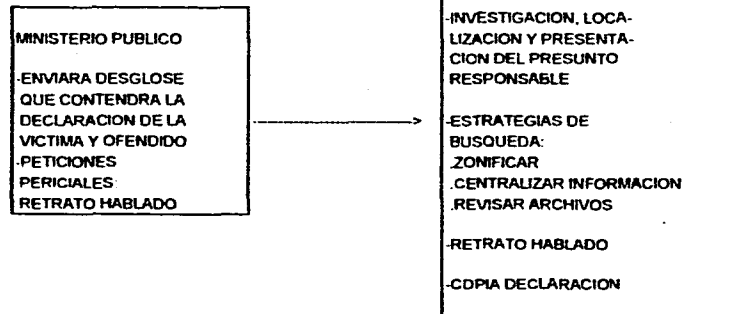 MINISTERIO PUBLICO
-ENVIARA DESGLOSE
QUE CONTENDRA LA
DECLARACION DE LA
VICTIMA Y OFENDIDO
-PETICIONES
PERICIALES:
RETRATO HABLADO
-INVESTIGACION, LOCA-
LIZACION Y PRESENTA-
CION DEL PRESUNTO
RESPONSABLE
-ESTRATEGIAS DE
BUSQUEDA:
.ZONIFICAR
.CENTRALIZAR INFORMACION
.REVISAR ARCHIVOS
-RETRATO HABLADO
-COPIA DECLARACION